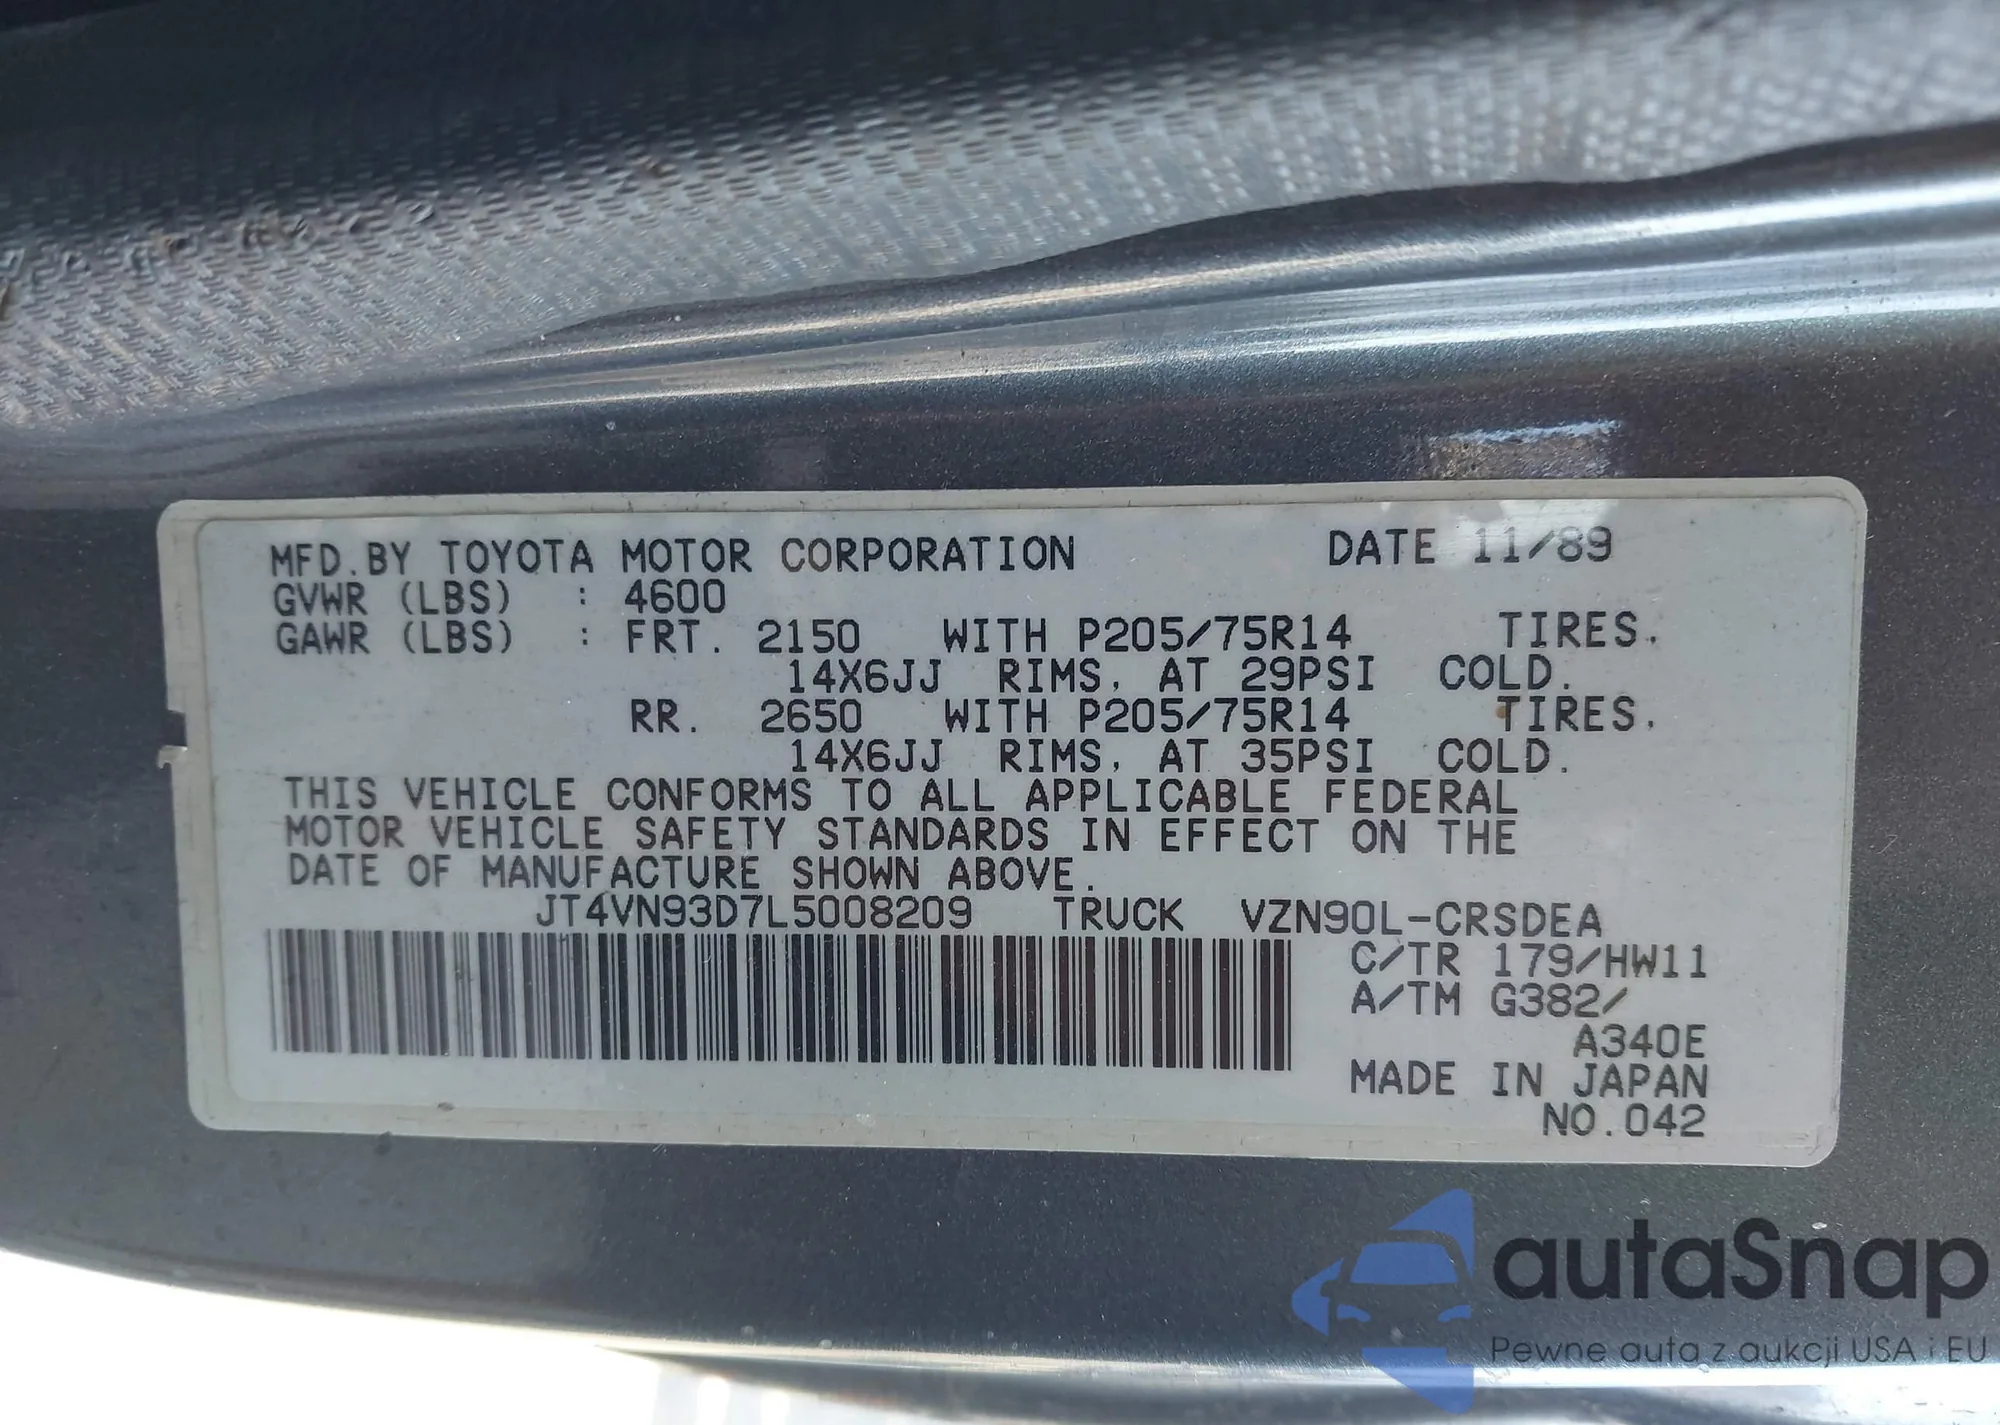 MFD.BY TOYOTA MOTOR CORPORATION DATE 11/89
GVWR (LBS) : 4600
GAWR (LBS) : FRT. 2150 WITH P205/75R14 TIRES.
14X6JJ RIMS, AT 29PSI COLD.
RR. 2650 WITH P205/75R14 TIRES.
14X6JJ RIMS, AT 35PSI COLD.
THIS VEHICLE CONFORMS TO ALL APPLICABLE FEDERAL
MOTOR VEHICLE SAFETY STANDARDS IN EFFECT ON THE
DATE OF MANUFACTURE SHOWN ABOVE.
JT4VN93D7L5008209 TRUCK VZN90L-CRSDEA
C/TR 179/HW11
A/TM G382/
A340E
MADE IN JAPAN
NO.042
autaSnap
Pewne auta z aukcji USA i EU